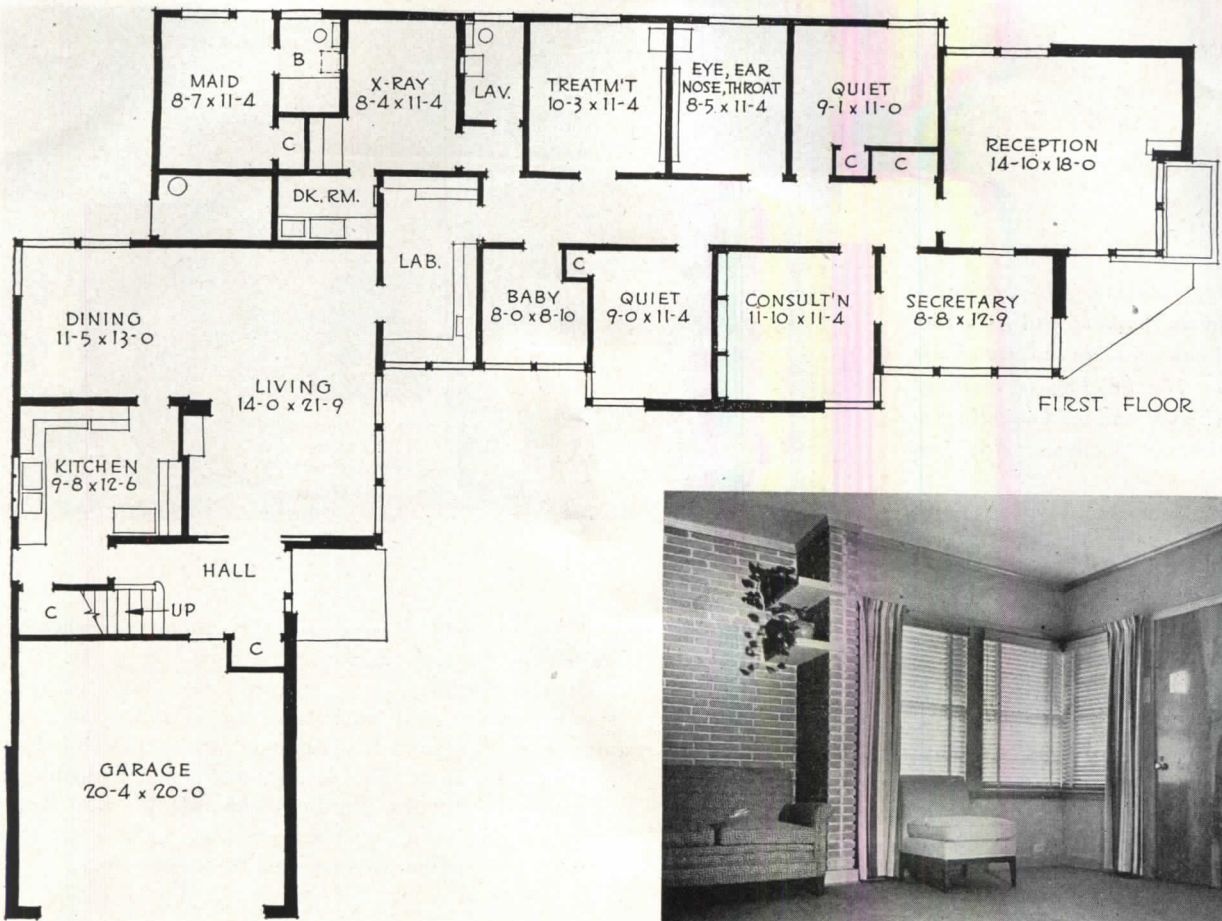 MAID
8-7 x 11-4
B
X-RAY
8-4 x 11-4
LAV.
TREATM'T
10-3 x 11-4
EYE, EAR
NOSE, THROAT
8-5 x 11-4
QUIET
9-1 x 11-0
RECEPTION
14-10 x 18-0
C
C
C
DK. RM.
LAB.
C
BABY
8-0 x 8-10
QUIET
9-0 x 11-4
CONSULT'N
11-10 x 11-4
SECRETARY
8-8 x 12-9
DINING
11-5 x 13-0
LIVING
14-0 x 21-9
FIRST FLOOR
KITCHEN
9-8 x 12-6
HALL
C
UP
C
GARAGE
20-4 x 20-0